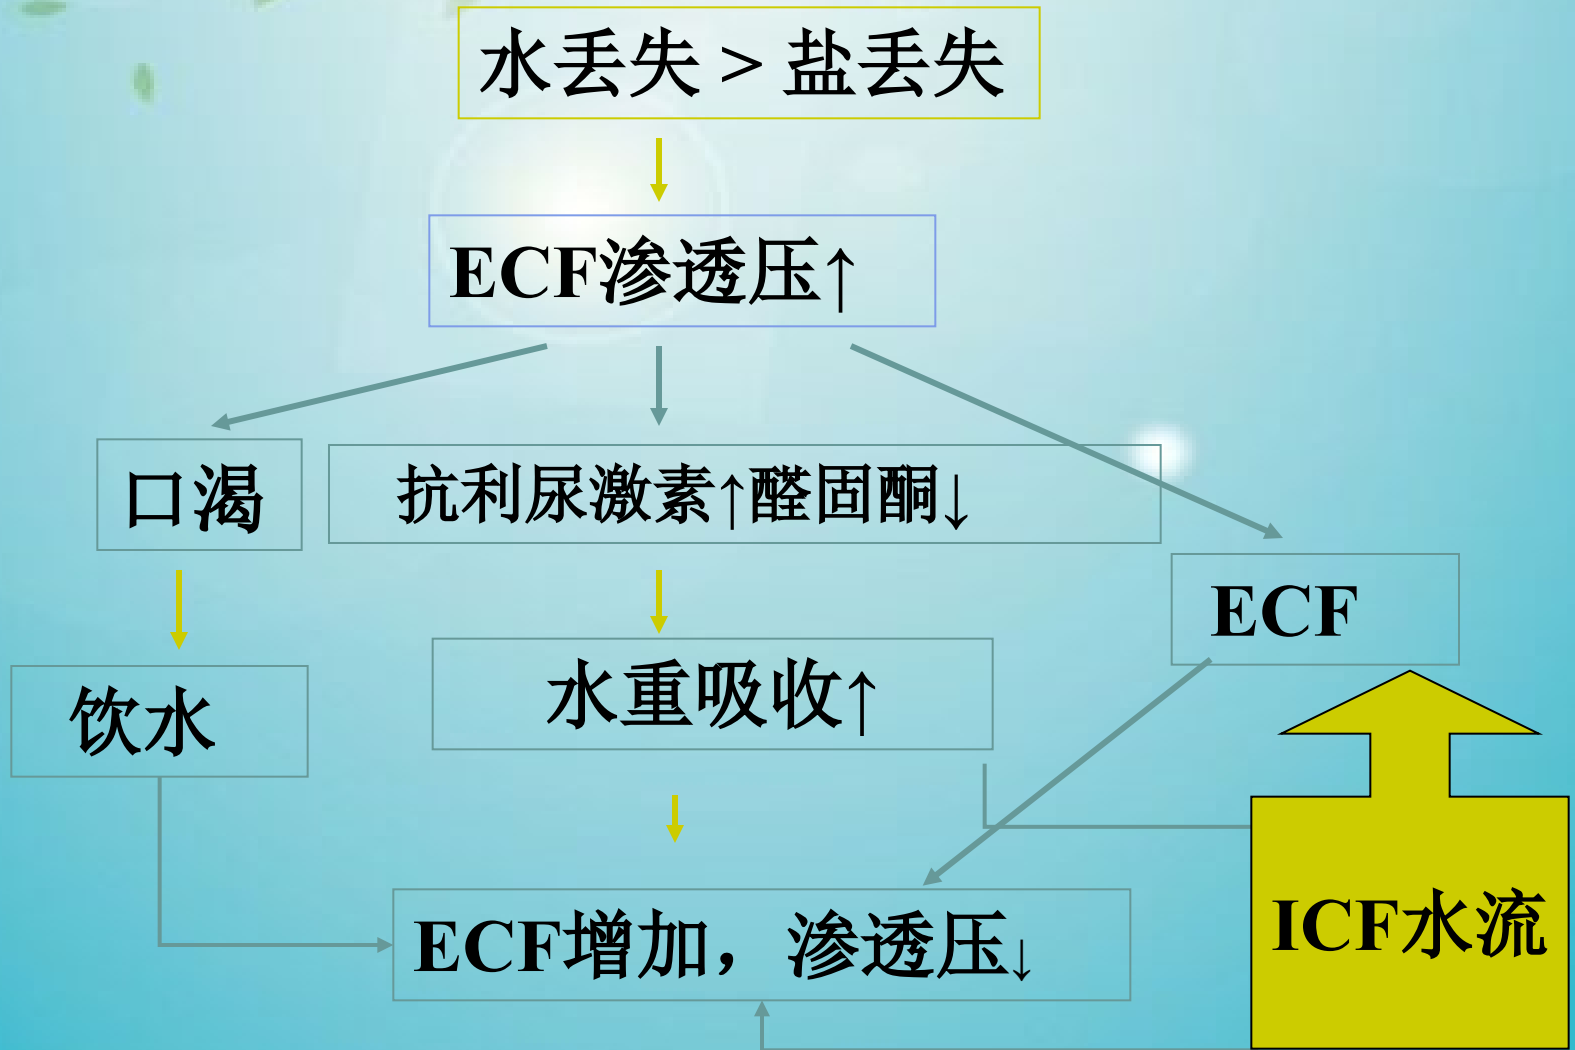 水丢失 > 盐丢失
ECF渗透压↑
口渴
抗利尿激素↑醛固酮↓
ECF
饮水
水重吸收↑
ECF增加，渗透压↓
ICF水流